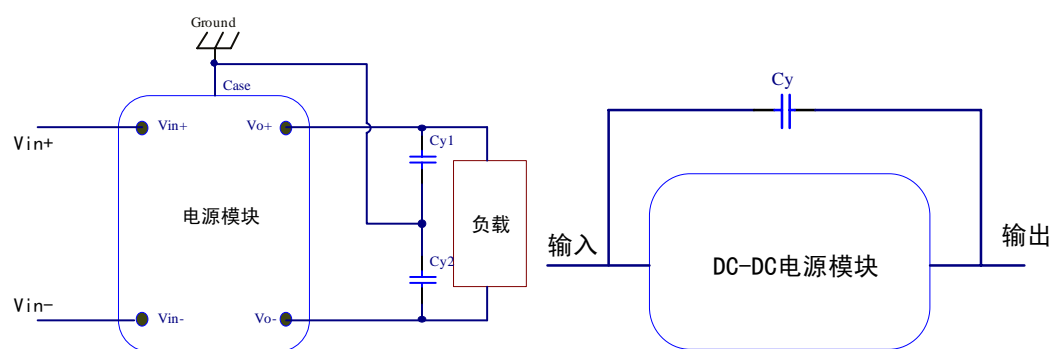 Ground
Case
Vin+
Vin+
Vo+
Cy1
电源模块
负载
Cy2
Vin-
Vin-
Vo-
Cy
输入
输出
DC-DC电源模块